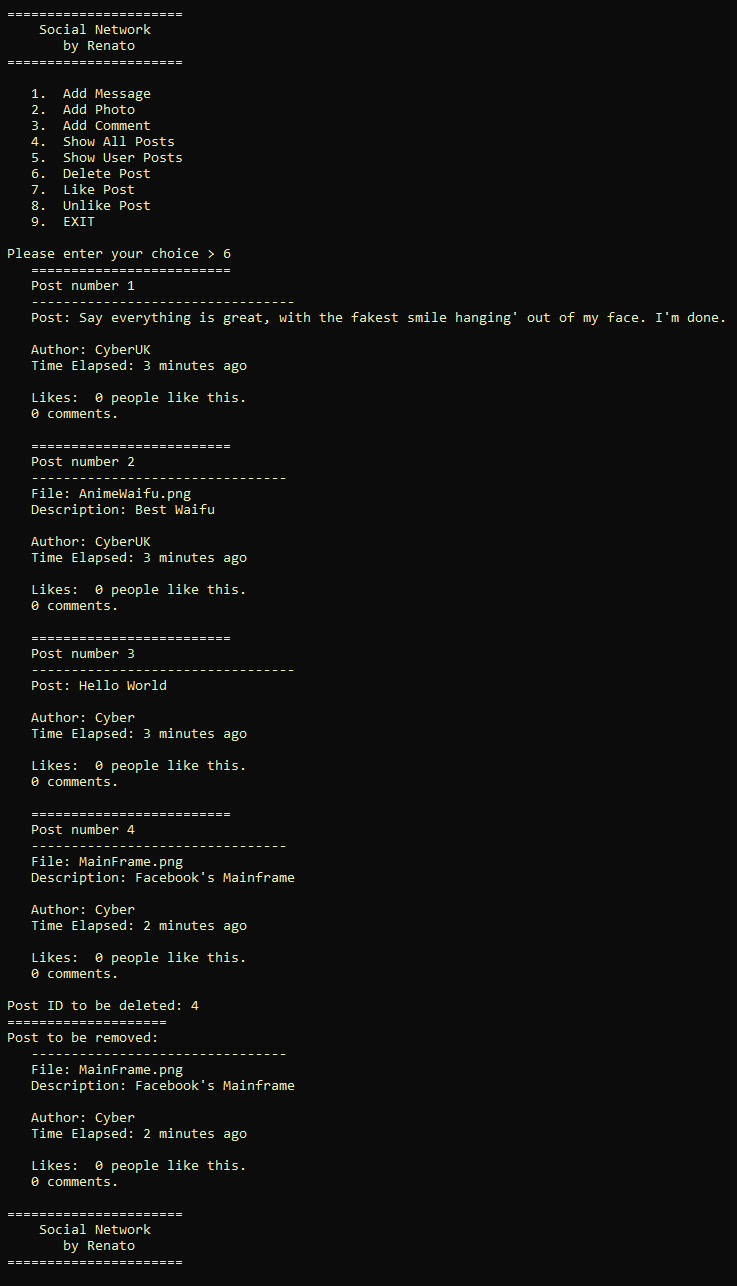 ======================
    Social Network
       by Renato
======================

   1.  Add Message
   2.  Add Photo
   3.  Add Comment
   4.  Show All Posts
   5.  Show User Posts
   6.  Delete Post
   7.  Like Post
   8.  Unlike Post
   9.  EXIT

Please enter your choice > 6
   =========================
   Post number 1
   ---------------------------------
   Post: Say everything is great, with the fakest smile hanging' out of my face. I'm done.

   Author: CyberUK
   Time Elapsed: 3 minutes ago

   Likes:  0 people like this.
   0 comments.

   =========================
   Post number 2
   --------------------------------
   File: AnimeWaifu.png
   Description: Best Waifu

   Author: CyberUK
   Time Elapsed: 3 minutes ago

   Likes:  0 people like this.
   0 comments.

   =========================
   Post number 3
   ---------------------------------
   Post: Hello World

   Author: Cyber
   Time Elapsed: 3 minutes ago

   Likes:  0 people like this.
   0 comments.

   =========================
   Post number 4
   --------------------------------
   File: MainFrame.png
   Description: Facebook's Mainframe

   Author: Cyber
   Time Elapsed: 2 minutes ago

   Likes:  0 people like this.
   0 comments.

Post ID to be deleted: 4
====================
Post to be removed:
   --------------------------------
   File: MainFrame.png
   Description: Facebook's Mainframe

   Author: Cyber
   Time Elapsed: 2 minutes ago

   Likes:  0 people like this.
   0 comments.

======================
    Social Network
       by Renato
======================